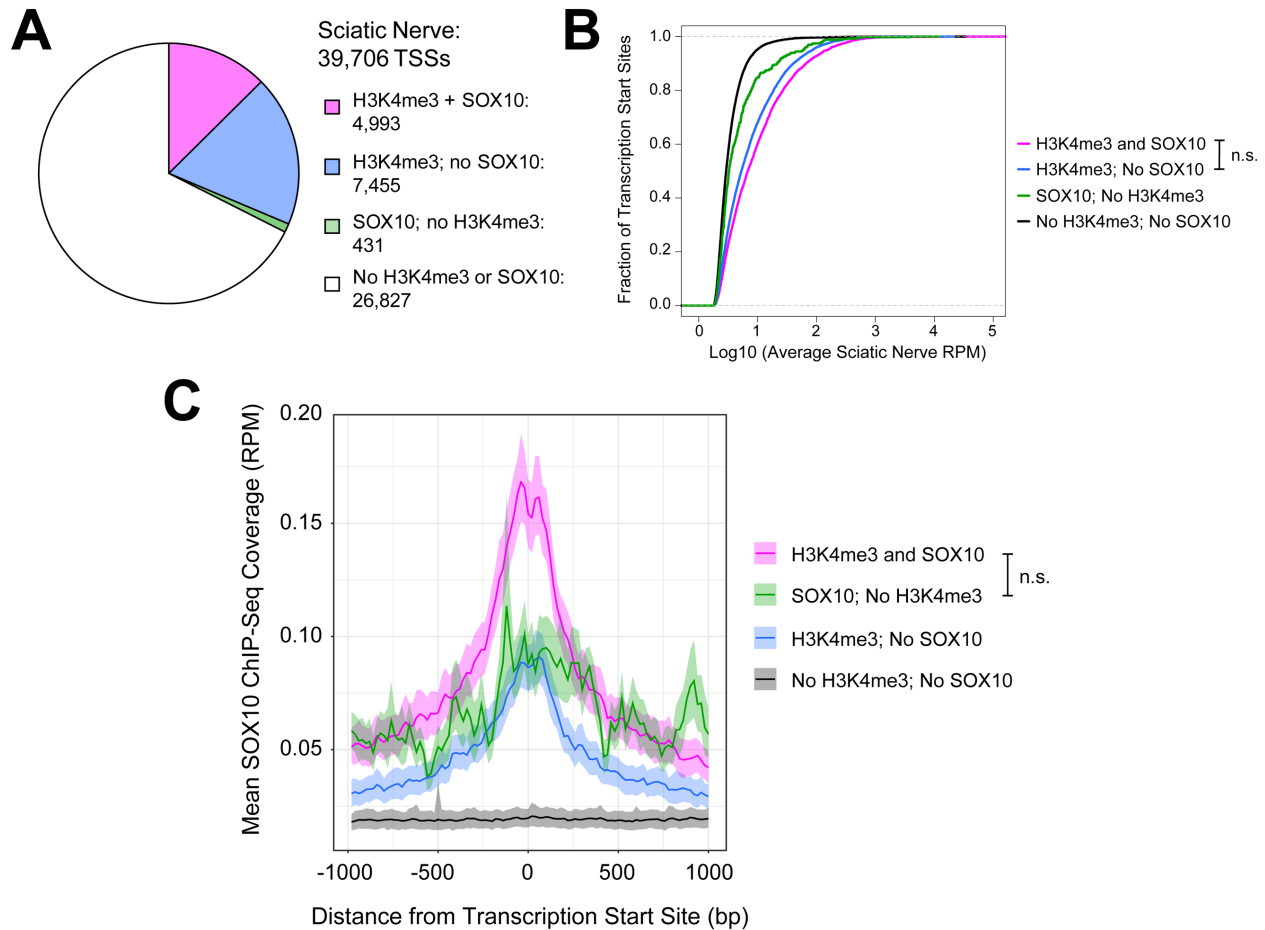 A
Sciatic Nerve:
39,706 TSSs
H3K4me3 + SOX10:
4,993
H3K4me3; no SOX10:
7,455
SOX10; no H3K4me3:
431
No H3K4me3 or SOX10:
26,827
B
Fraction of Transcription Start Sites
1.0
0.8
0.6
0.4
0.2
0.0
0 1 2 3 4 5
Log10 (Average Sciatic Nerve RPM)
H3K4me3 and SOX10
H3K4me3; No SOX10
SOX10; No H3K4me3
No H3K4me3; No SOX10
n.s.
C
Mean SOX10 ChIP-Seq Coverage (RPM)
0.20
0.15
0.10
0.05
-1000 -500 0 500 1000
Distance from Transcription Start Site (bp)
H3K4me3 and SOX10
SOX10; No H3K4me3
H3K4me3; No SOX10
No H3K4me3; No SOX10
n.s.